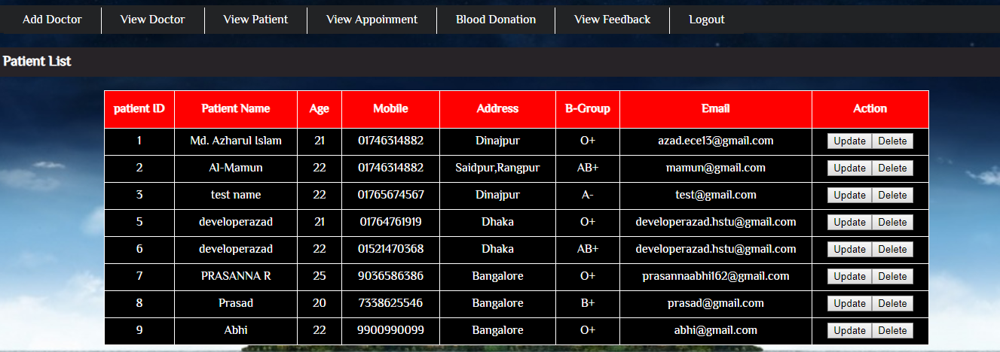 Add Doctor View Doctor View Patient View Appoinment Blood Donation View Feedback Logout
Patient List
patient ID Patient Name Age Mobile Address B-Group Email Action
1 Md. Azharul Islam 21 01746314882 Dinajpur O+ azad.ece13@gmail.com Update Delete
2 Al-Mamun 22 01746314882 Saidpur,Rangpur AB+ mamun@gmail.com Update Delete
3 test name 22 01765674567 Dinajpur A- test@gmail.com Update Delete
5 developerazad 21 01764761919 Dhaka O+ developerazad.hstu@gmail.com Update Delete
6 developerazad 22 01521470368 Dhaka AB+ developerazad.hstu@gmail.com Update Delete
7 PRASANNA R 25 9036586386 Bangalore O+ prasannaabhi162@gmail.com Update Delete
8 Prasad 20 7338625546 Bangalore B+ prasad@gmail.com Update Delete
9 Abhi 22 9900990099 Bangalore O+ abhi@gmail.com Update Delete